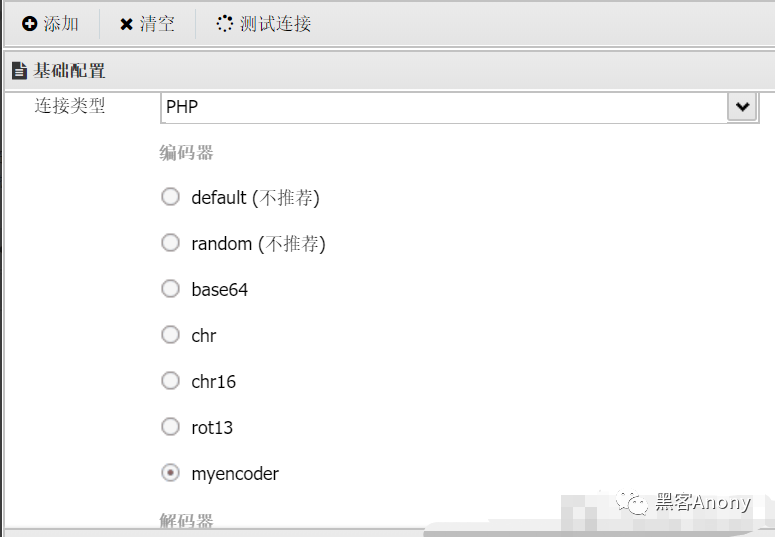 添加 清空 测试连接
基础配置
连接类型 PHP
编码器
default (不推荐)
random (不推荐)
base64
chr
chr16
rot13
myencoder
黑客Anony
解码器